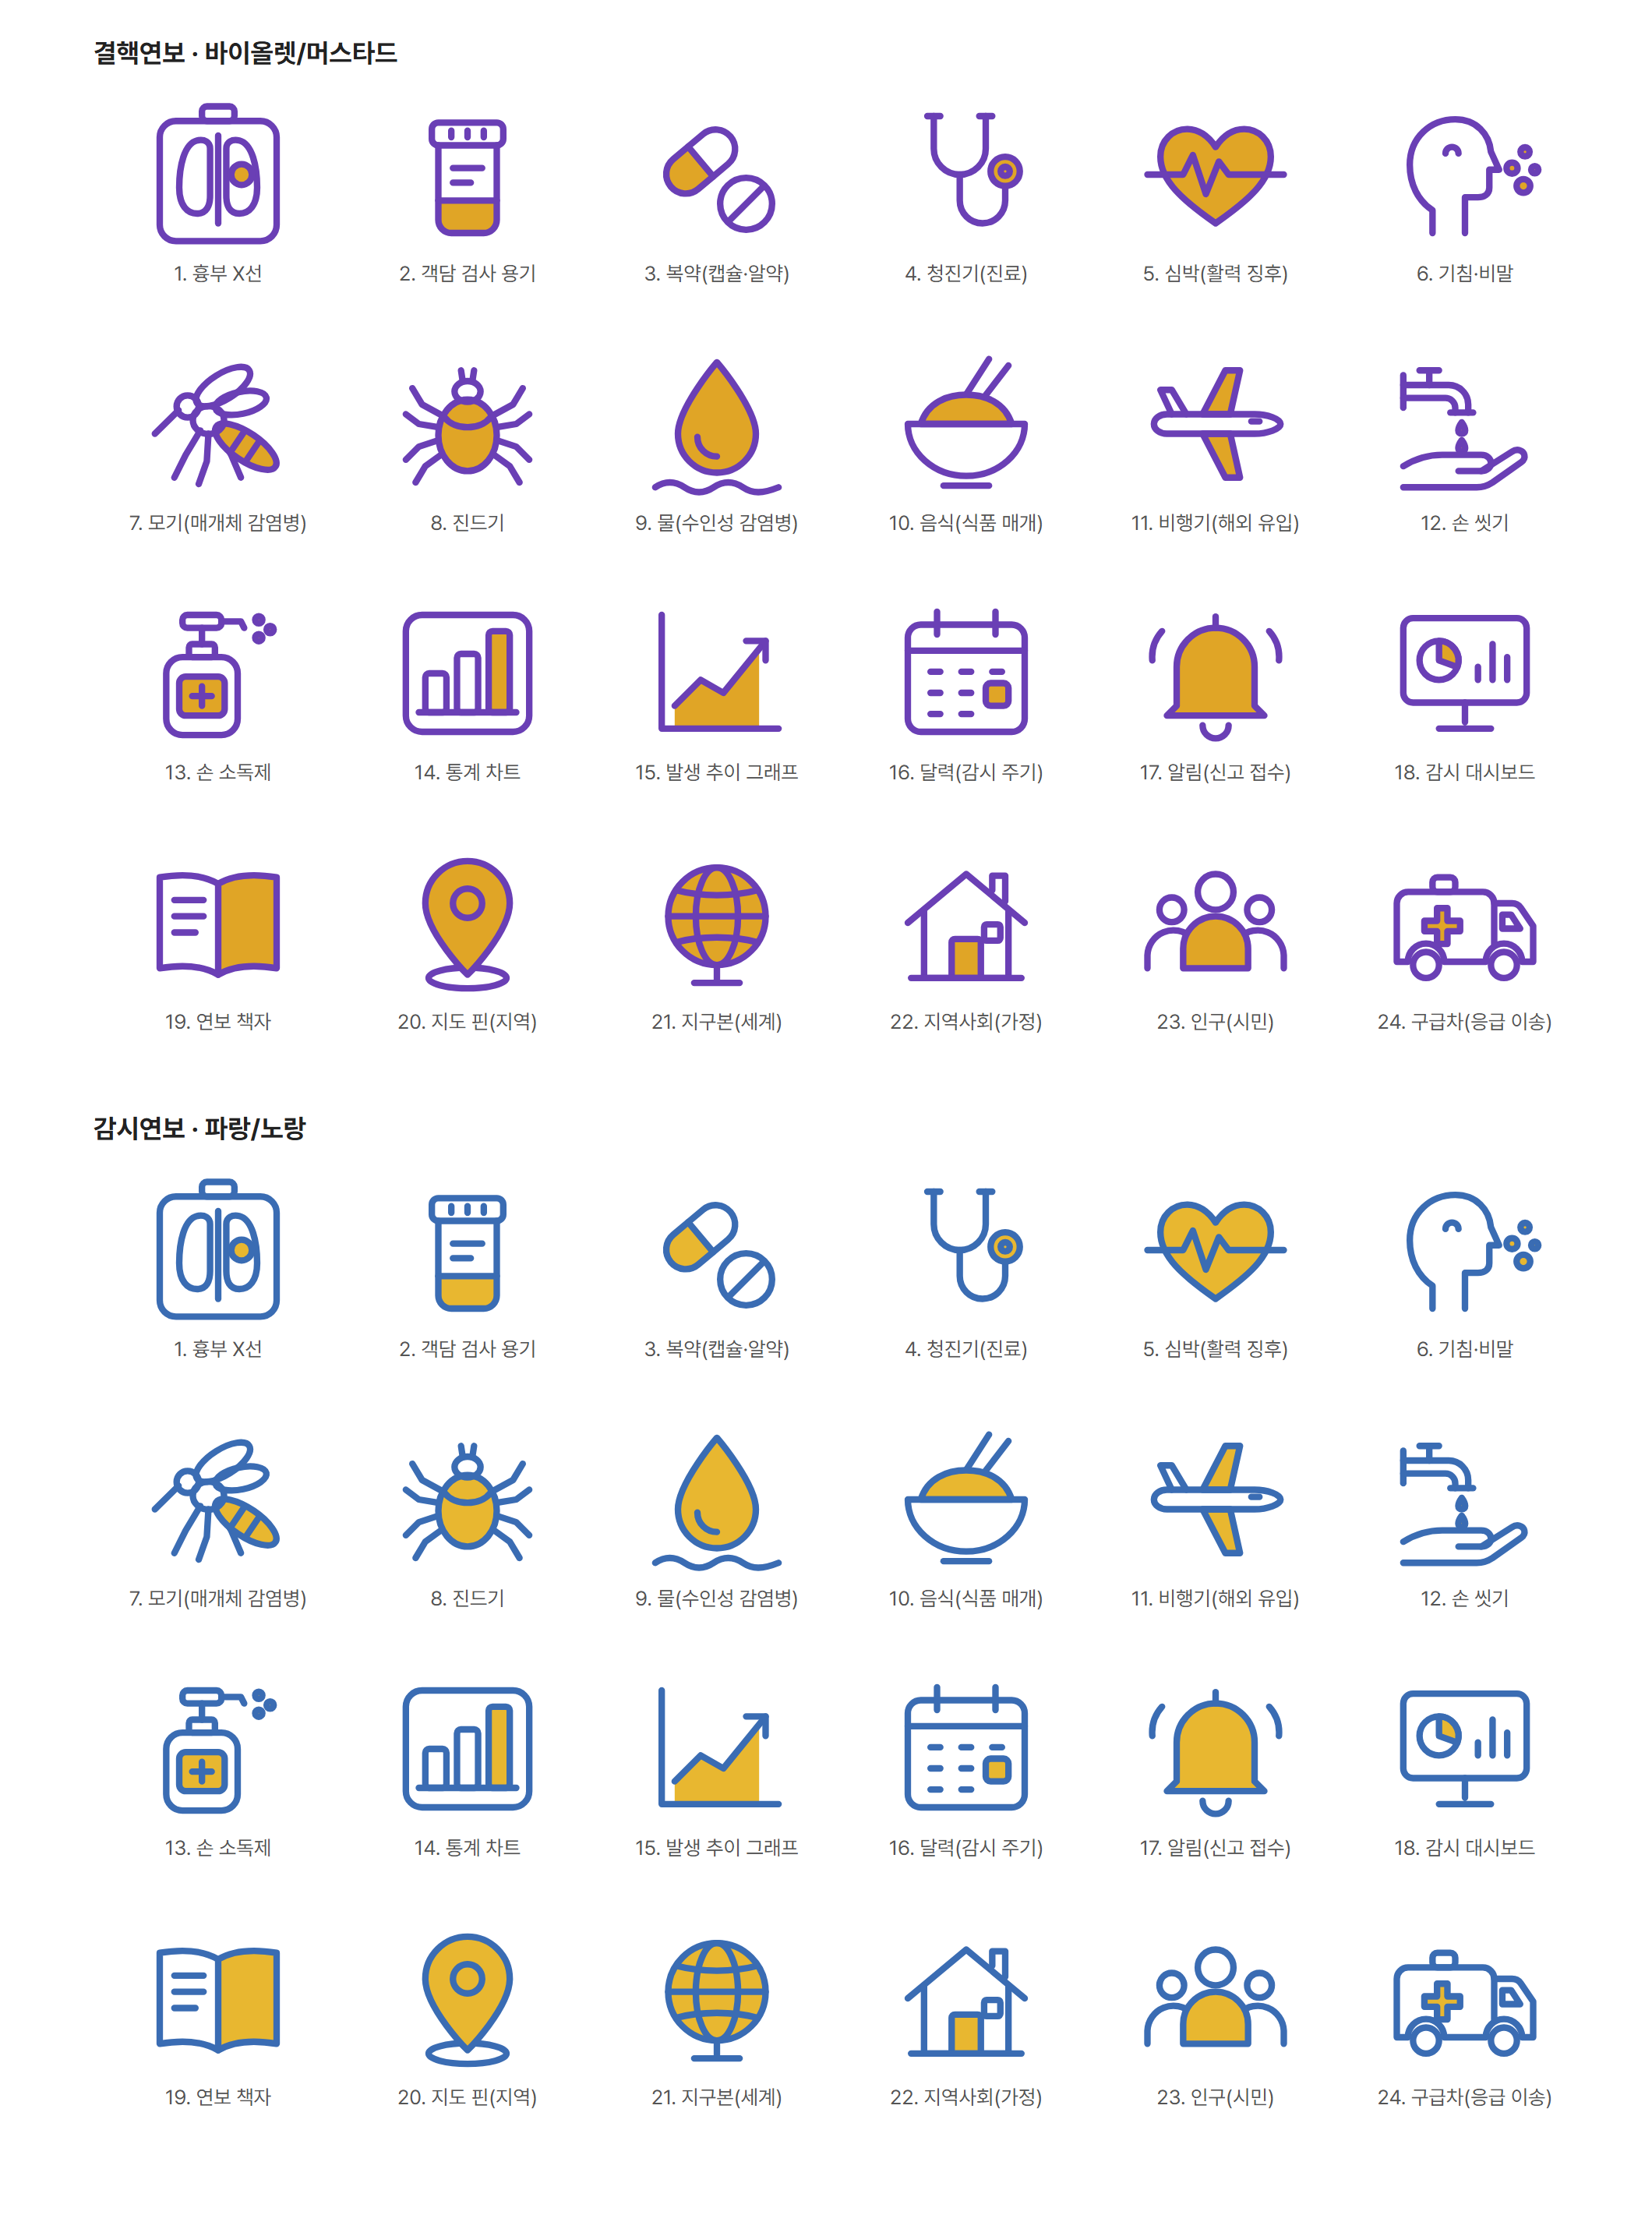 결핵연보 · 바이올렛/머스타드
1. 흉부 X선
2. 객담 검사 용기
3. 복약(캡슐·알약)
4. 청진기(진료)
5. 심박(활력 징후)
6. 기침·비말
7. 모기(매개체 감염병)
8. 진드기
9. 물(수인성 감염병)
10. 음식(식품 매개)
11. 비행기(해외 유입)
12. 손 씻기
13. 손 소독제
14. 통계 차트
15. 발생 추이 그래프
16. 달력(감시 주기)
17. 알림(신고 접수)
18. 감시 대시보드
19. 연보 책자
20. 지도 핀(지역)
21. 지구본(세계)
22. 지역사회(가정)
23. 인구(시민)
24. 구급차(응급 이송)
감시연보 · 파랑/노랑
1. 흉부 X선
2. 객담 검사 용기
3. 복약(캡슐·알약)
4. 청진기(진료)
5. 심박(활력 징후)
6. 기침·비말
7. 모기(매개체 감염병)
8. 진드기
9. 물(수인성 감염병)
10. 음식(식품 매개)
11. 비행기(해외 유입)
12. 손 씻기
13. 손 소독제
14. 통계 차트
15. 발생 추이 그래프
16. 달력(감시 주기)
17. 알림(신고 접수)
18. 감시 대시보드
19. 연보 책자
20. 지도 핀(지역)
21. 지구본(세계)
22. 지역사회(가정)
23. 인구(시민)
24. 구급차(응급 이송)